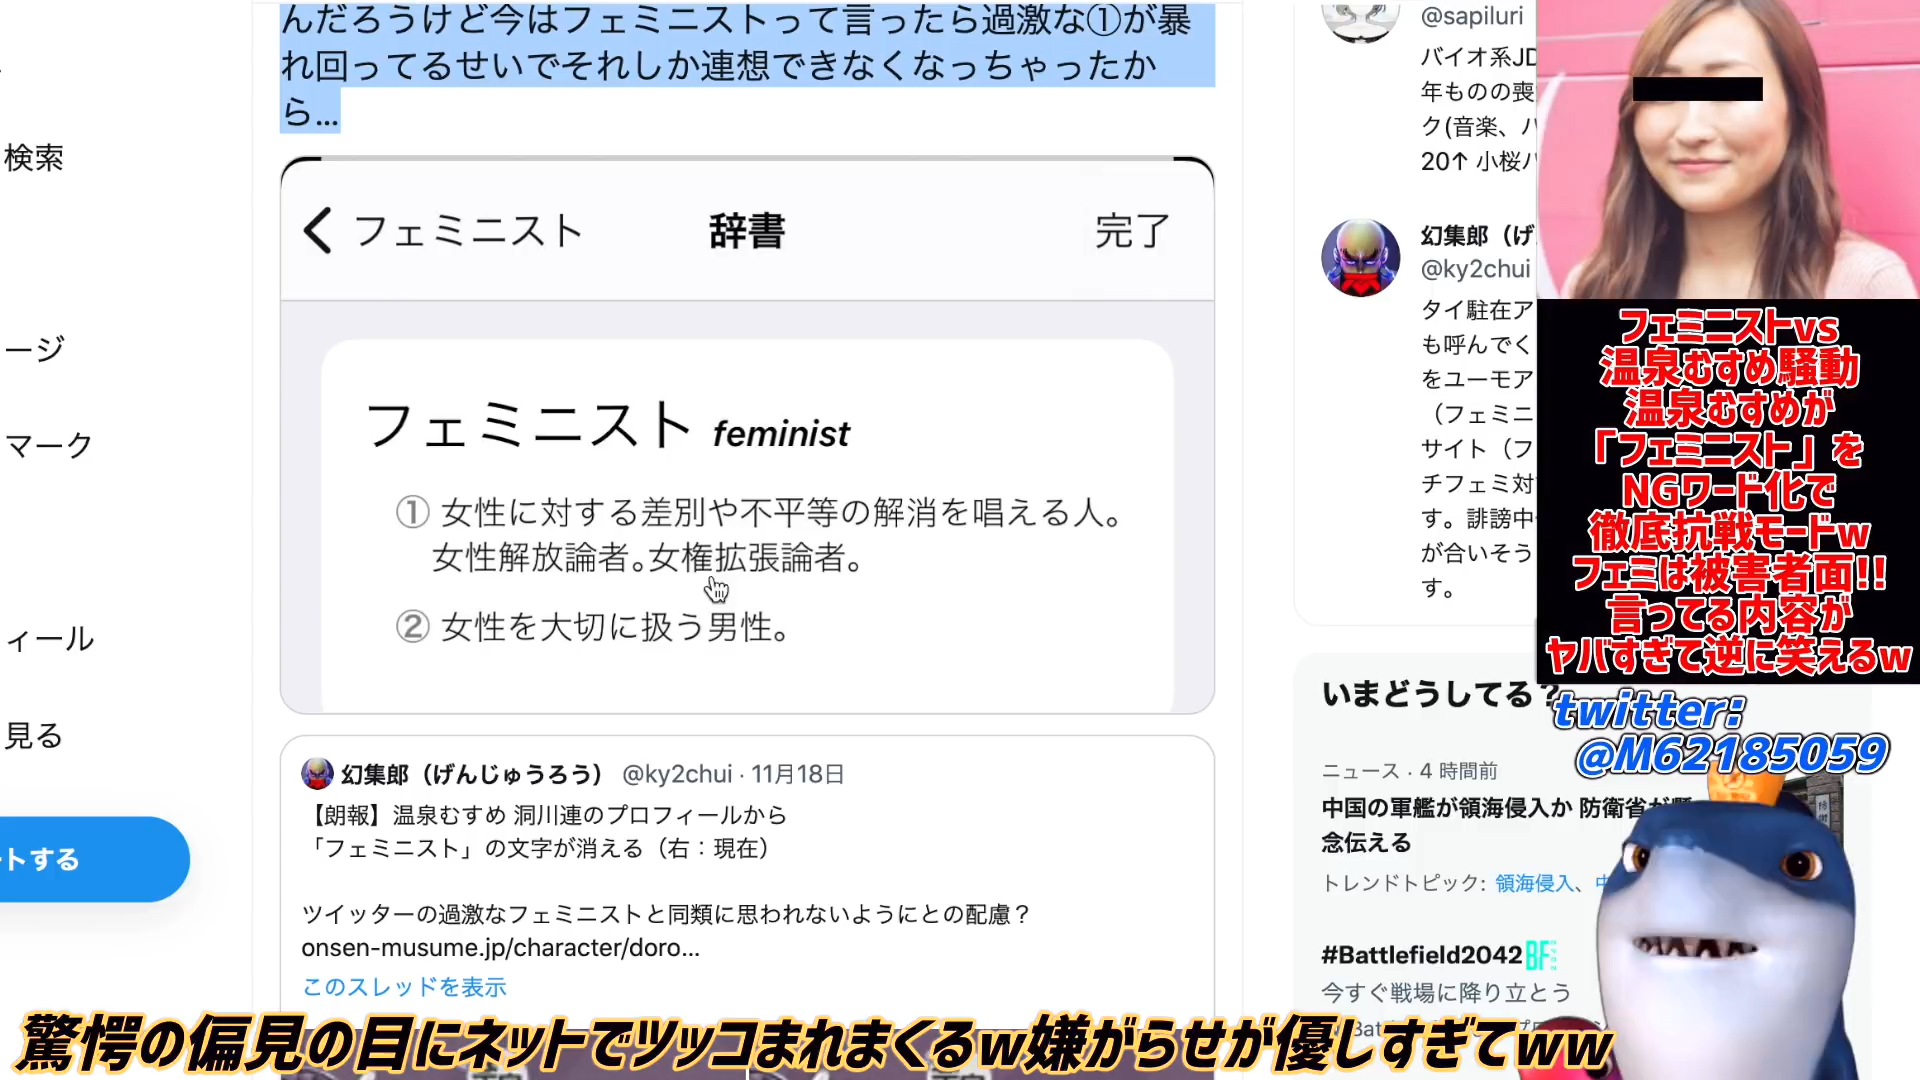 んだろうけど今はフェミニストって言ったら過激な①が暴
れ回ってるせいでそれしか連想できなくなっちゃったか
ら...
検索
ージ
マーク
ィール
見る
ートする
フェミニスト 辞書 完了
フェミニスト feminist
① 女性に対する差別や不平等の解消を唱える人。
女性解放論者。女権拡張論者。
② 女性を大切に扱う男性。
幻集郎（げんじゅうろう） @ky2chui · 11月18日
【朗報】温泉むすめ 洞川連のプロフィールから
「フェミニスト」の文字が消える（右：現在）
ツイッターの過激なフェミニストと同類に思われないようにとの配慮？
onsen-musume.jp/character/doro...
このスレッドを表示
@sapiluri
バイオ系JD
年ものの喪
ク(音楽、ハ
20↑ 小桜ハ
幻集郎（げ
@ky2chui
タイ駐在ア
も呼んでく
をユーモア
（フェミニ
サイト（フ
チフェミ対
す。誹謗中
が合いそう
す。
いまどうしてる？
ニュース · 4 時間前
中国の軍艦が領海侵入か 防衛省が懸
念伝える
トレンドトピック: 領海侵入、
#Battlefield2042
今すぐ戦場に降り立とう
フェミニストvs
温泉むすめ騒動
温泉むすめが
「フェミニスト」を
NGワード化で
徹底抗戦モードw
フェミは被害者面!!
言ってる内容が
ヤバすぎて逆に笑えるw
twitter:
@M62185059
驚愕の偏見の目にネットでツッコまれまくるw嫌がらせが優しすぎてww